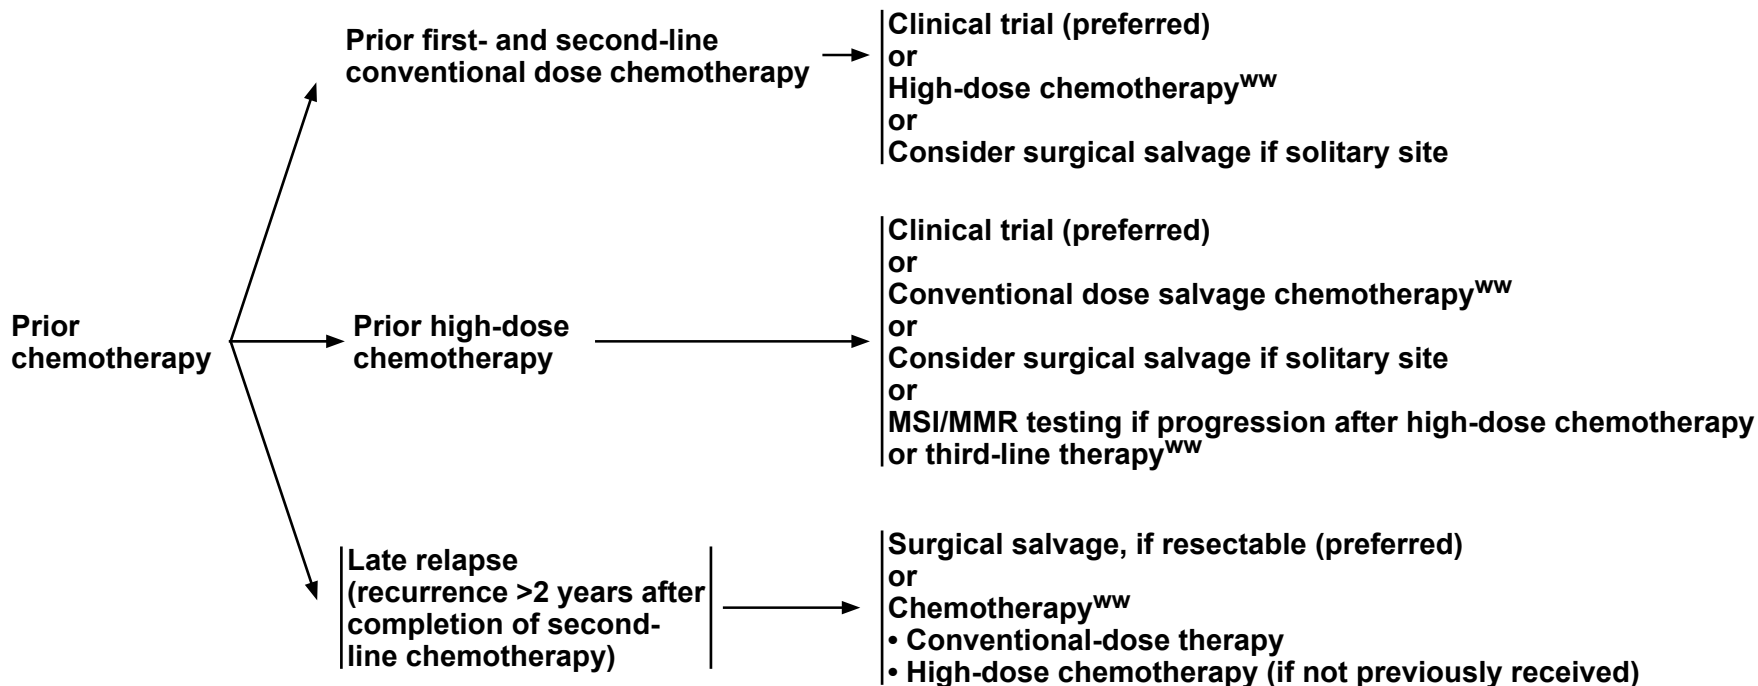 Prior first- and second-line
conventional dose chemotherapy
Clinical trial (preferred)
or
High-dose chemotherapyww
or
Consider surgical salvage if solitary site
Prior
chemotherapy
Prior high-dose
chemotherapy
Clinical trial (preferred)
or
Conventional dose salvage chemotherapyww
or
Consider surgical salvage if solitary site
or
MSI/MMR testing if progression after high-dose chemotherapy
or third-line therapyww
Late relapse
(recurrence >2 years after
completion of second-
line chemotherapy)
Surgical salvage, if resectable (preferred)
or
Chemotherapyww
• Conventional-dose therapy
• High-dose chemotherapy (if not previously received)